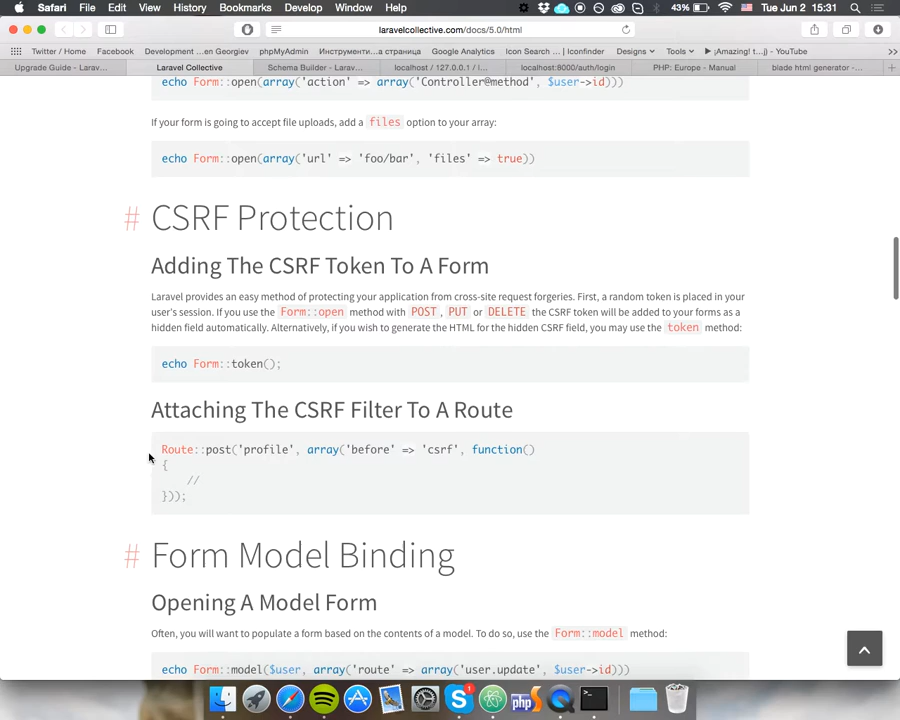 Safari File Edit View History Bookmarks Develop Window Help 43% Tue Jun 2 15:31
laravelcollective.com/docs/5.0/html
Twitter / Home Facebook Development ...en Georgiev phpMyAdmin Инструменти...а страница Google Analytics Icon Search ... | Iconfinder Designs Tools ► ¡Amazing! t...j) - YouTube >>
Upgrade Guide - Larav... Laravel Collective Schema Builder - Larav... localhost / 127.0.0.1 / l... localhost:8000/auth/login PHP: Europe - Manual blade html generator -... +
echo Form::open(array('action' => array('Controller@method', $user->id)))
If your form is going to accept file uploads, add a files option to your array:
echo Form::open(array('url' => 'foo/bar', 'files' => true))
# CSRF Protection
Adding The CSRF Token To A Form
Laravel provides an easy method of protecting your application from cross-site request forgeries. First, a random token is placed in your
user's session. If you use the Form::open method with POST, PUT or DELETE the CSRF token will be added to your forms as a
hidden field automatically. Alternatively, if you wish to generate the HTML for the hidden CSRF field, you may use the token method:
echo Form::token();
Attaching The CSRF Filter To A Route
Route::post('profile', array('before' => 'csrf', function()
{
//
}));
# Form Model Binding
Opening A Model Form
Often, you will want to populate a form based on the contents of a model. To do so, use the Form::model method:
echo Form::model($user, array('route' => array('user.update', $user->id)))
1
php